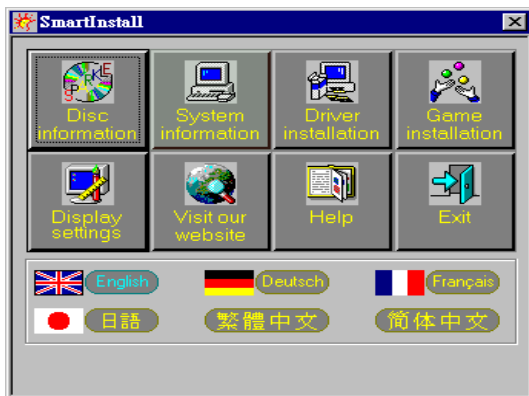 SmartInstall
Disc
information
System
information
Driver
installation
Game
installation
Display
settings
Visit our
website
Help
Exit
English
Deutsch
Français
日語
繁體中文
简体中文